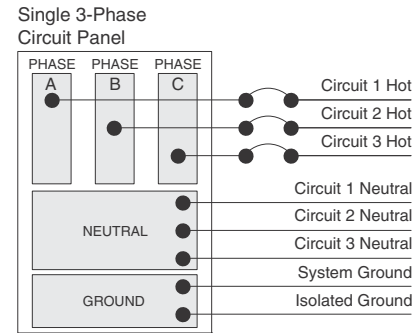 Single 3-Phase
Circuit Panel
PHASE PHASE PHASE
A B C
Circuit 1 Hot
Circuit 2 Hot
Circuit 3 Hot
Circuit 1 Neutral
Circuit 2 Neutral
NEUTRAL
Circuit 3 Neutral
System Ground
GROUND
Isolated Ground